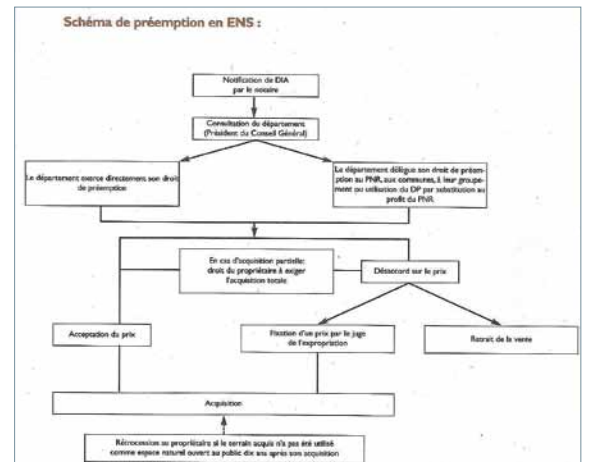 Schéma de préemption en ENS :
Notification de DIA
par le notaire
Consultation du département
(Président du Conseil Général)
Le département exerce directement son droit
de préemption
Le département délègue son droit de préem-
ption au PNR, aux communes, à leur groupe-
ment ou utilisation du DP par substitution au
profit du PNR
En cas d'acquisition partielle:
droit du propriétaire à exiger
l'acquisition totale
Désaccord sur le prix
Acceptation du prix
Fixation d'un prix par le juge
de l'expropriation
Retrait de la vente
Acquisition
Rétrocession au propriétaire si le terrain acquis n'a pas été utilisé
comme espace naturel ouvert au public dix ans après son acquisition